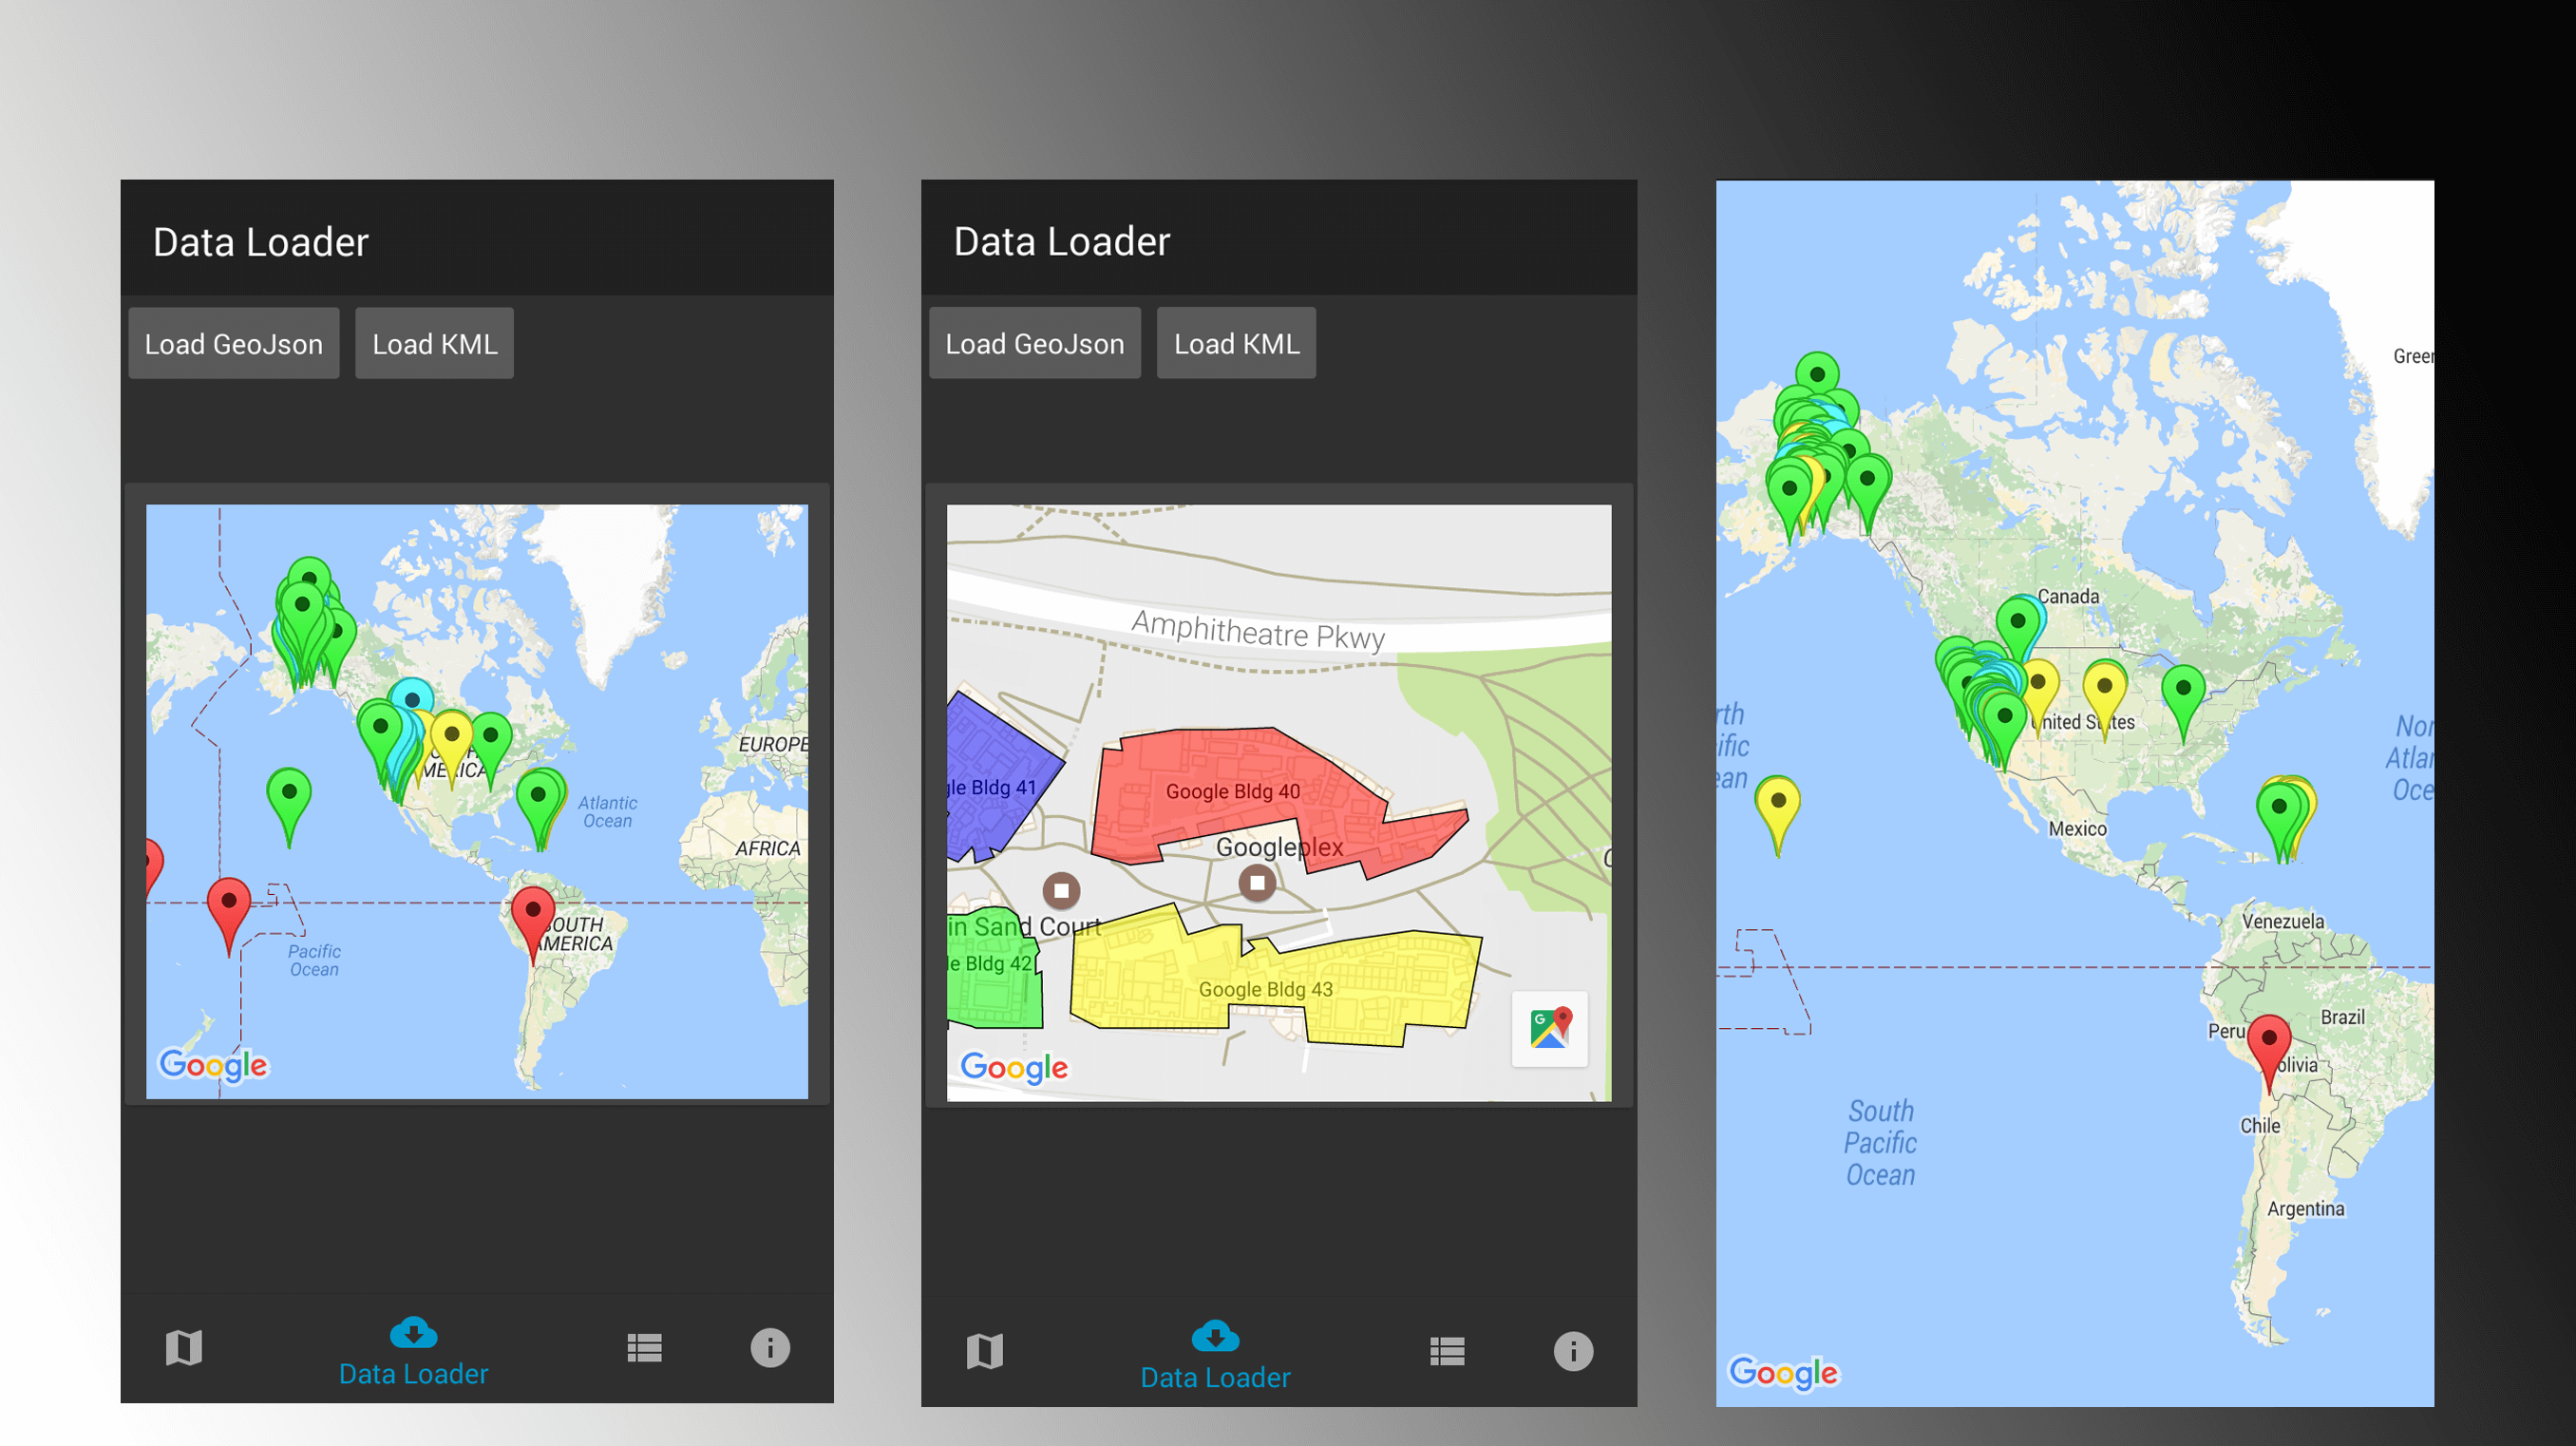 Data Loader
Load GeoJson
Load KML
EUROPE
MERICA
Atlantic
Ocean
AFRICA
OUTH
AMERICA
Pacific
Ocean
Google
Data Loader
Data Loader
Load GeoJson
Load KML
Amphitheatre Pkwy
gle Bldg 41
Google Bldg 40
Googleplex
in Sand Court
le Bldg 42
Google Bldg 43
G
Google
Data Loader
Green
Canada
United States
rth
ific
ean
Nor
Atlan
Oce
Mexico
Venezuela
Peru
Brazil
olivia
South
Pacific
Ocean
Chile
Argentina
Google